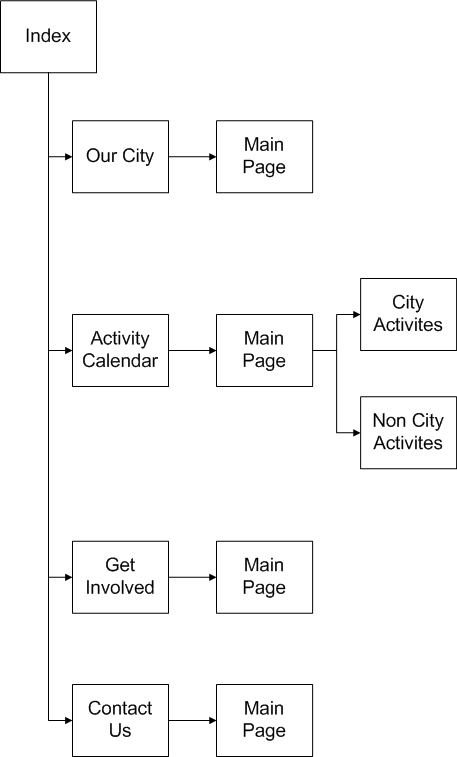 Index
Our City
Main
Page
Activity
Calendar
Main
Page
City
Activites
Non City
Activites
Get
Involved
Main
Page
Contact
Us
Main
Page